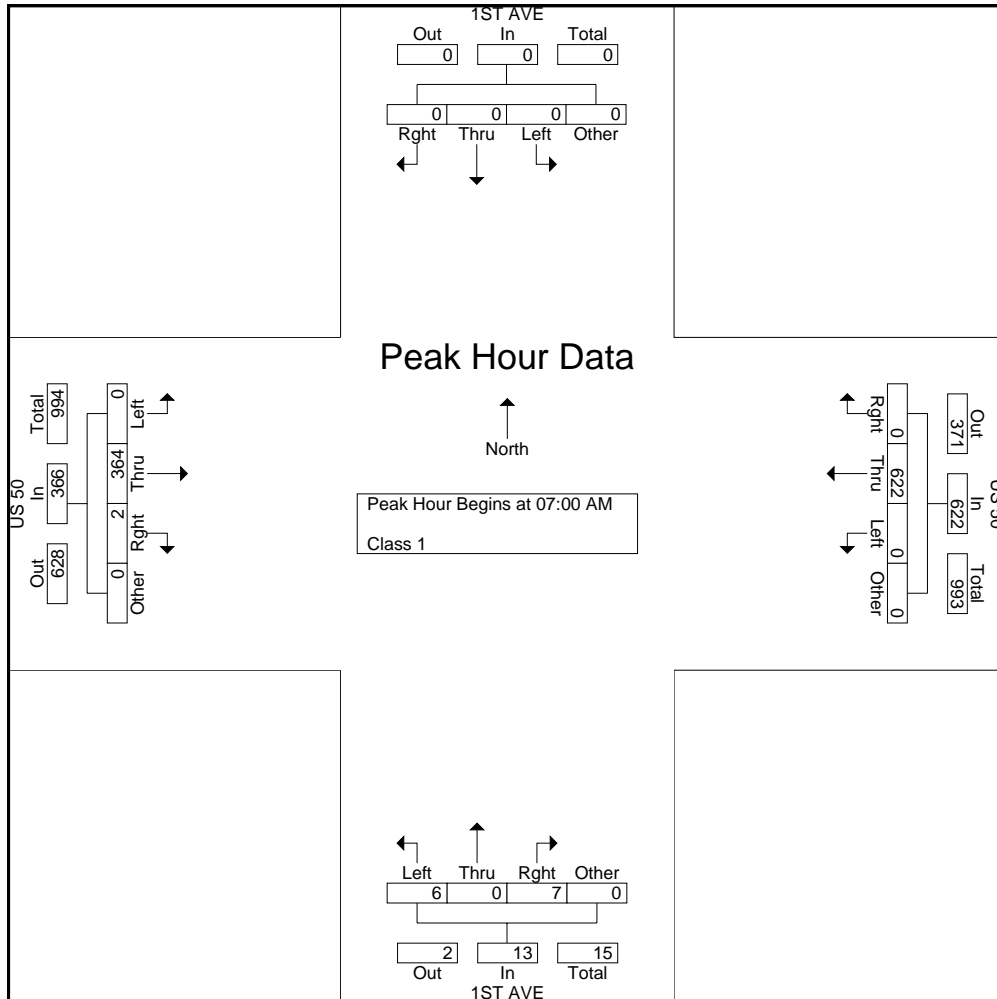 1ST AVE
Out In Total
0 0 0
0 0 0 0
Rght Thru Left Other
Peak Hour Data
North
Peak Hour Begins at 07:00 AM
Class 1
US 50
Out In Total
628 366 994
0 364 2 0
Left Thru Rght Other
US 50
Out In Total
371 622 993
0 622 0 0
Rght Thru Left Other
Left Thru Rght Other
6 0 7 0
2 13 15
Out In Total
1ST AVE